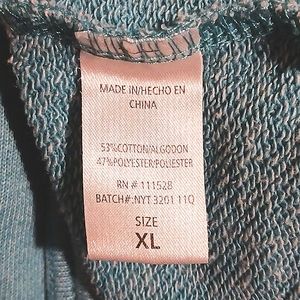 MADE IN/HECHO EN
CHINA
53%COTTON/ALGODON
47%POLYESTER/POLIESTER
RN # 111528
BATCH#:NYT 3201 11Q
SIZE
XL